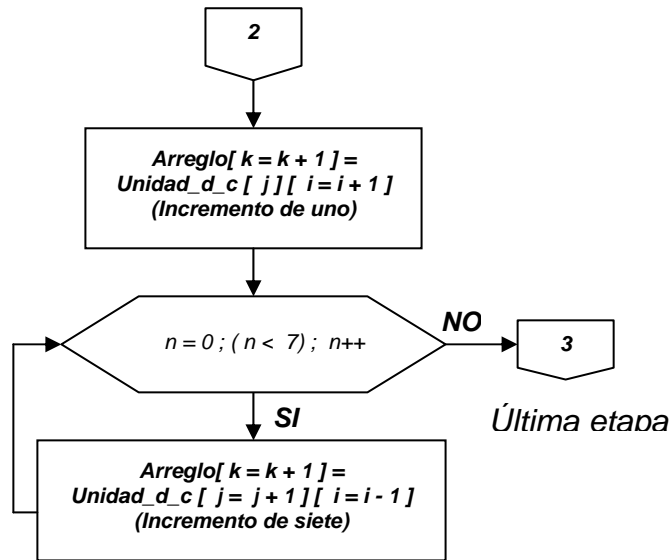 2
Arreglo[ k = k + 1 ] =
Unidad_d_c [ j ] [ i = i + 1 ]
(Incremento de uno)
n = 0 ; ( n < 7) ; n++
NO
3
SI
Última etapa
Arreglo[ k = k + 1 ] =
Unidad_d_c [ j = j + 1 ] [ i = i - 1 ]
(Incremento de siete)